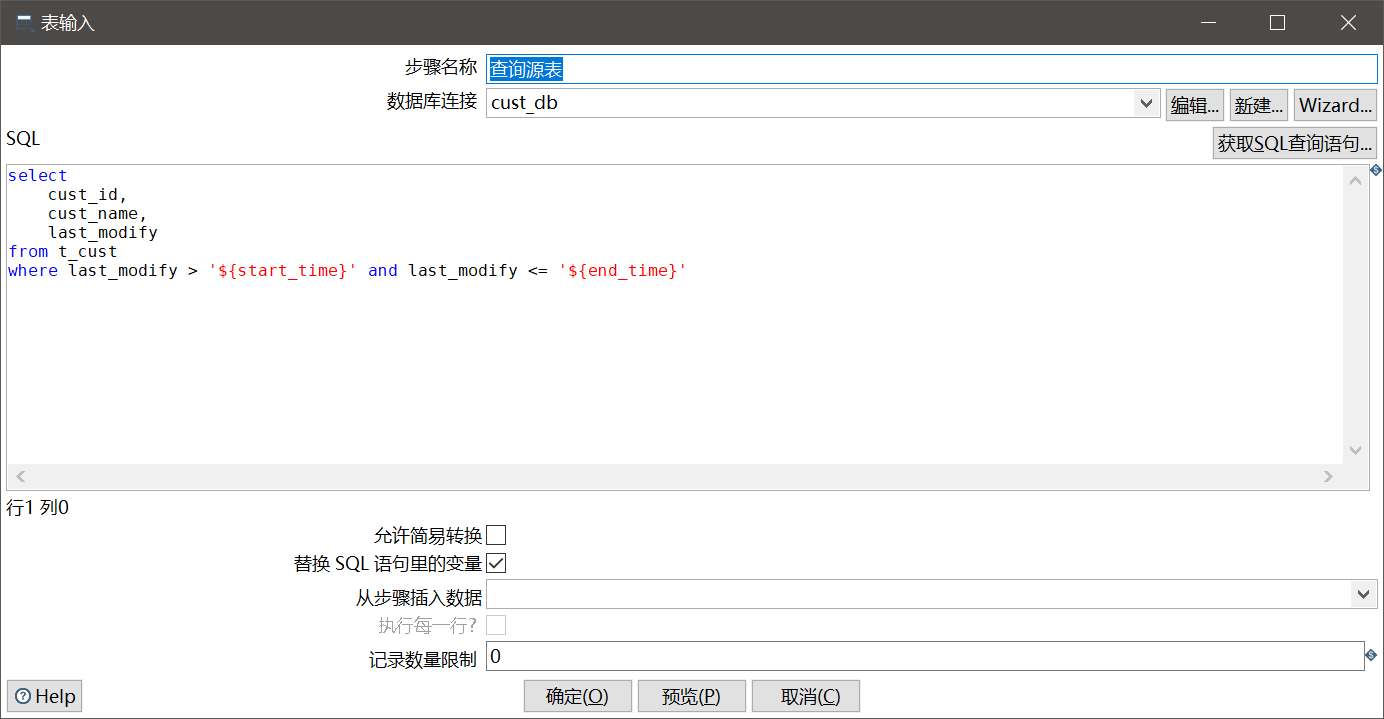 表输入
步骤名称 查询源表
数据库连接 cust_db 编辑... 新建... Wizard...
SQL 获取SQL查询语句...
select
    cust_id,
    cust_name,
    last_modify
from t_cust
where last_modify > '${start_time}' and last_modify <= '${end_time}'
行1 列0
允许简易转换
替换 SQL 语句里的变量
从步骤插入数据
执行每一行?
记录数量限制 0
Help 确定(O) 预览(P) 取消(C)